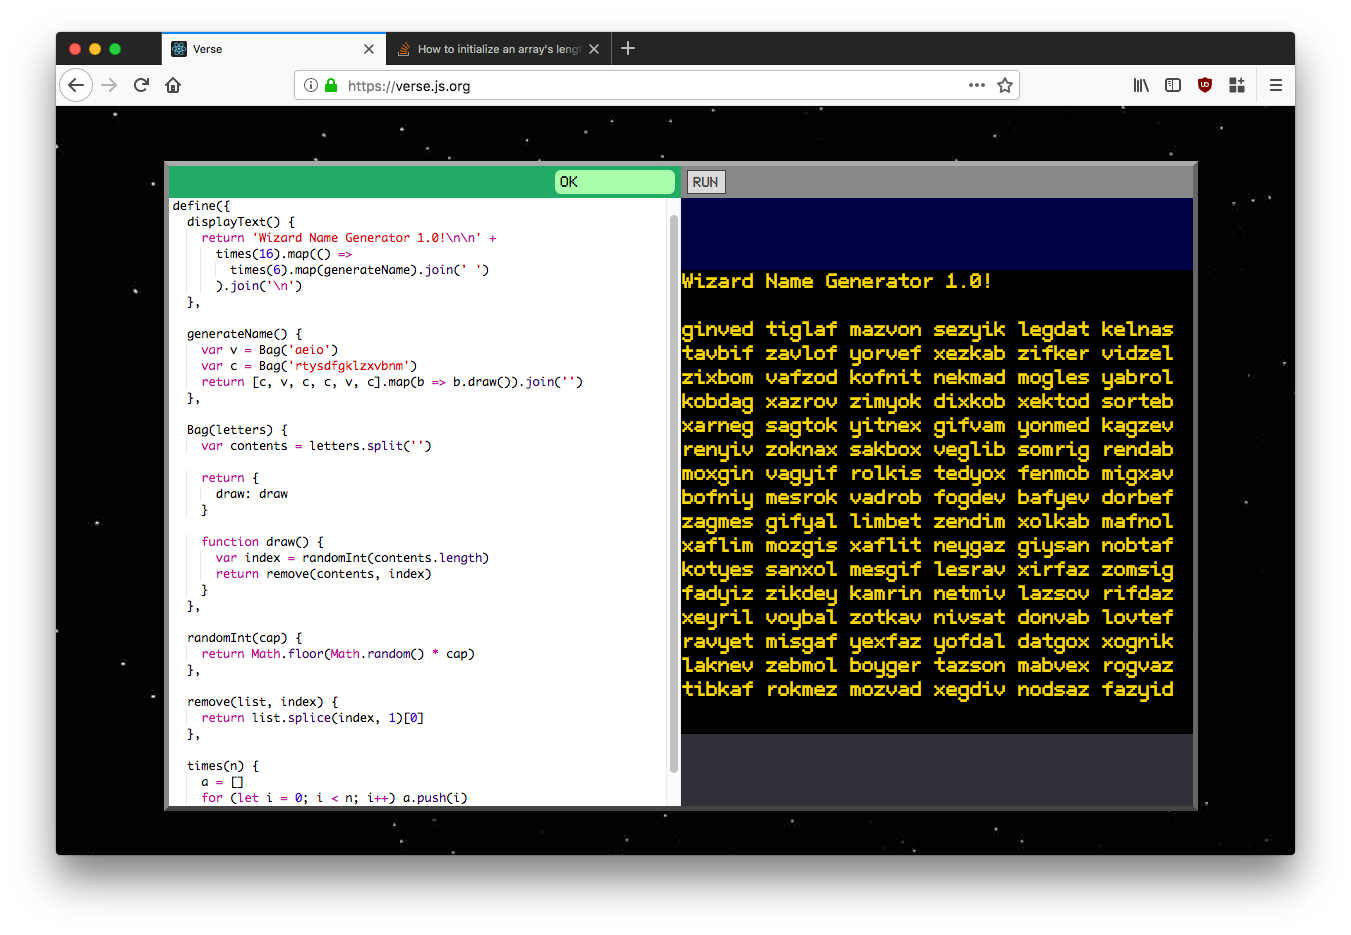 Verse
How to initialize an array's leng
https://verse.js.org
OK
RUN
define({
  displayText() {
    return 'Wizard Name Generator 1.0!\n\n' +
      times(16).map(() =>
        times(6).map(generateName).join(' ')
      ).join('\n')
  },
  generateName() {
    var v = Bag('aeio')
    var c = Bag('rtysdfgklzxvbnm')
    return [c, v, c, c, v, c].map(b => b.draw()).join('')
  },
  Bag(letters) {
    var contents = letters.split('')
    return {
      draw: draw
    }
    function draw() {
      var index = randomInt(contents.length)
      return remove(contents, index)
    }
  },
  randomInt(cap) {
    return Math.floor(Math.random() * cap)
  },
  remove(list, index) {
    return list.splice(index, 1)[0]
  },
  times(n) {
    a = []
    for (let i = 0; i < n; i++) a.push(i)
Wizard Name Generator 1.0!
ginved tiglaf mazvon sezyik legdat kelnas
tavbif zavlof yorvef xezkab zifker vidzel
zixbom vafzod kofnit nekmad mogles yabrol
kobdag xazrov zimyok dixkob xektod sorteb
xarneg sagtok yitnex gifvam yonmed kagzev
renyiv zoknax sakbox veglib somrig rendab
moxgin vagyif rolkis tedyox fenmob migxav
bofniy mesrok vadrob fogdev bafyev dorbef
zagmes gifyal limbet zendim xolkab mafnol
xaflim mozgis xaflit neygaz giysan nobtaf
kotyes sanxol mesgif lesrav xirfaz zomsig
fadyiz zikdey kamrin netmiv lazsov rifdaz
xeyril voybal zotkav nivsat donvab lovtef
ravyet misgaf yexfaz yofdal datgox xognik
laknev zebmol boyger tazson mabvex rogvaz
tibkaf rokmez mozvad xegdiv nodsaz fazyid